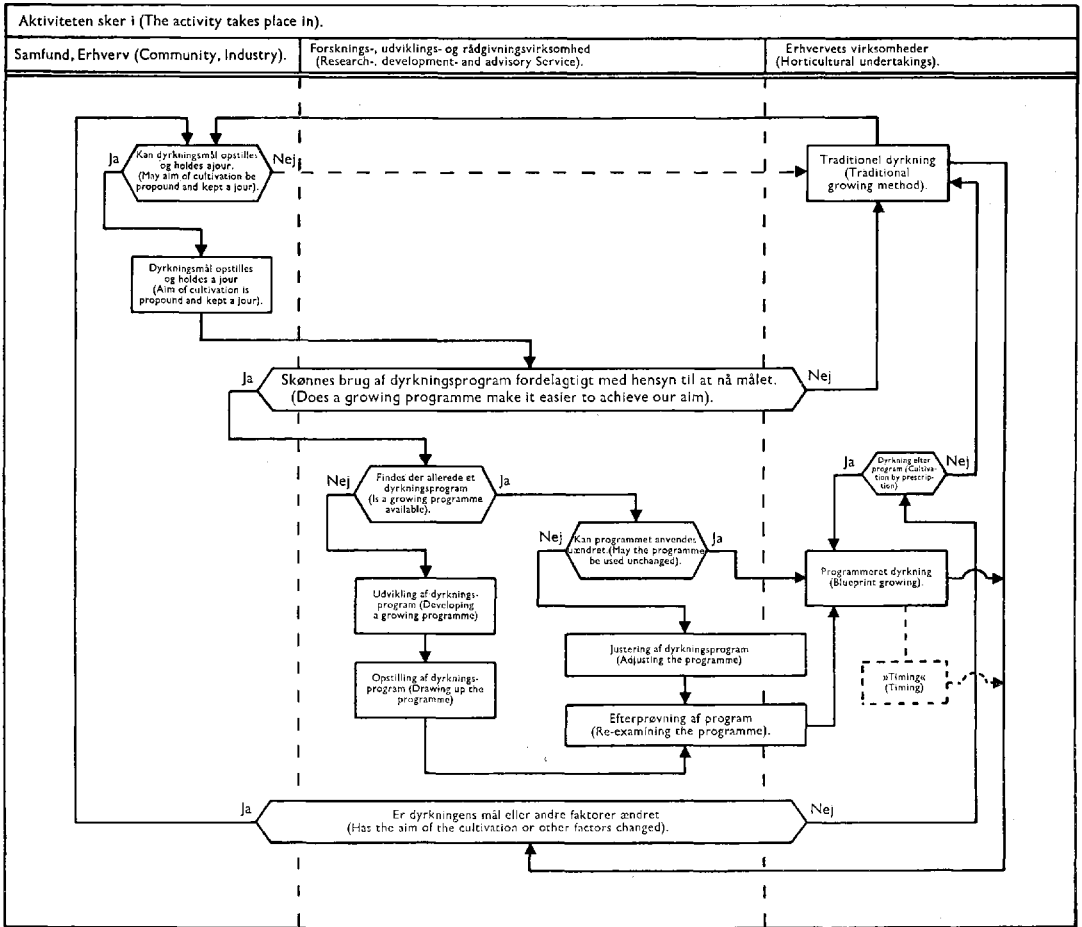 Aktiviteten sker i (The activity takes place in).
Samfund, Erhverv (Community, Industry).
Forsknings-, udviklings- og rådgivningsvirksomhed
(Research-, development- and advisory Service).
Erhvervets virksomheder
(Horticultural undertakings).
Ja
Kan dyrkningsmål opstilles
og holdes ajour.
(May aim of cultivation be
propound and kept a jour).
Nej
Traditionel dyrkning
(Traditional
growing method).
Dyrkningsmål opstilles
og holdes a jour
(Aim of cultivation is
propound and kept a jour).
Ja
Skønnes brug af dyrkningsprogram fordelagtigt med hensyn til at nå målet.
(Does a growing programme make it easier to achieve our aim).
Nej
Nej
Findes der allerede et
dyrkningsprogram
(Is a growing programme
available).
Ja
Ja
Dyrkning efter
program (Cultiva-
tion by prescrip-
tion)
Nej
Nej
Kan programmet anvendes
uændret.(May the programme
be used unchanged).
Ja
Programmeret dyrkning
(Blueprint growing).
Udvikling af dyrknings-
program (Developing
a growing programme)
Justering af dyrkningsprogram
(Adjusting the programme)
Opstilling af dyrknings-
program (Drawing up the
programme)
»Timing«
(Timing)
Efterprøvning af program
(Re-examining the programme).
Ja
Er dyrkningens mål eller andre faktorer ændret
(Has the aim of the cultivation or other factors changed).
Nej